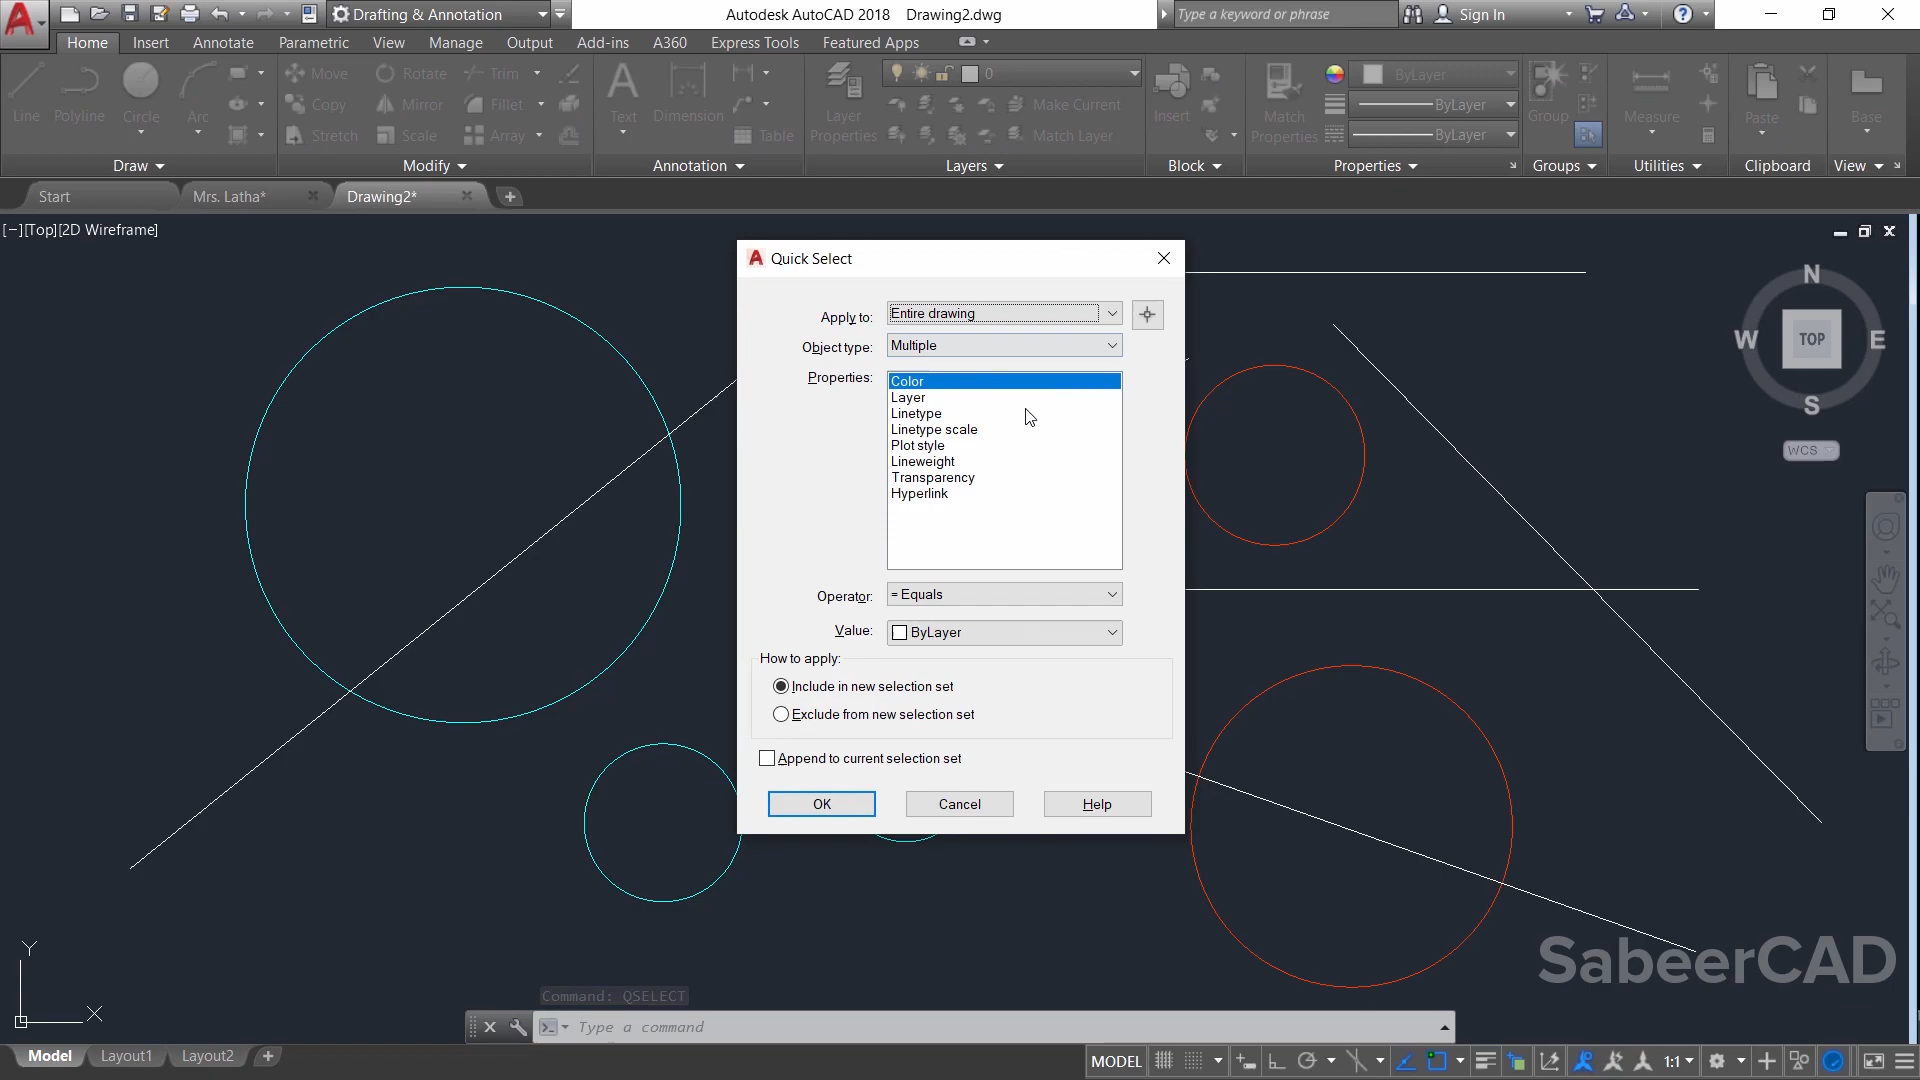 Drafting & Annotation
Autodesk AutoCAD 2018 Drawing2.dwg
Type a keyword or phrase
Sign In
Home Insert Annotate Parametric View Manage Output Add-ins A360 Express Tools Featured Apps
Line Polyline Circle Arc
Move Rotate Trim
Copy Mirror Fillet
Stretch Scale Array
Text Dimension Table
Layer Properties
0
Make Current
Match Layer
Insert
Match Properties
ByLayer
ByLayer
ByLayer
Group
Measure
Paste
Base
Draw Modify Annotation Layers Block Properties Groups Utilities Clipboard View
Start Mrs. Latha* Drawing2*
[−][Top][2D Wireframe]
Quick Select
Apply to: Entire drawing
Object type: Multiple
Properties: Color
Layer
Linetype
Linetype scale
Plot style
Lineweight
Transparency
Hyperlink
Operator: = Equals
Value: ByLayer
How to apply:
Include in new selection set
Exclude from new selection set
Append to current selection set
OK Cancel Help
N
W TOP E
S
WCS
SabeerCAD
Y
X
Command: QSELECT
Type a command
Model Layout1 Layout2
MODEL 1:1